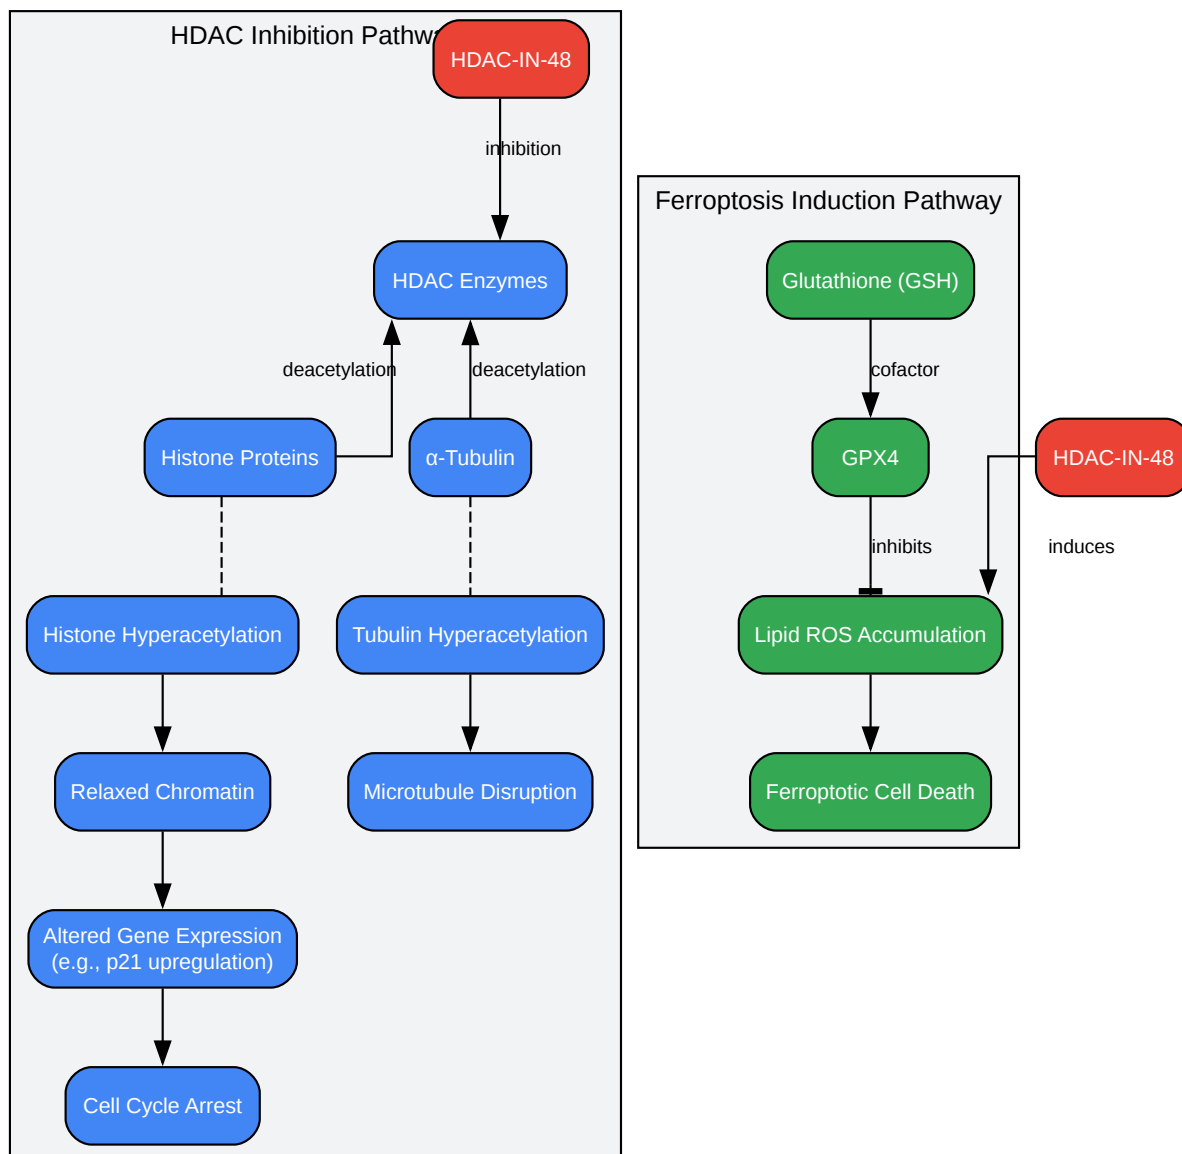 HDAC Inhibition Pathwa
HDAC-IN-48
inhibition
HDAC Enzymes
deacetylation
deacetylation
Histone Proteins
α-Tubulin
Histone Hyperacetylation
Tubulin Hyperacetylation
Relaxed Chromatin
Microtubule Disruption
Altered Gene Expression
(e.g., p21 upregulation)
Cell Cycle Arrest
Ferroptosis Induction Pathway
Glutathione (GSH)
cofactor
GPX4
HDAC-IN-48
inhibits
induces
Lipid ROS Accumulation
Ferroptotic Cell Death